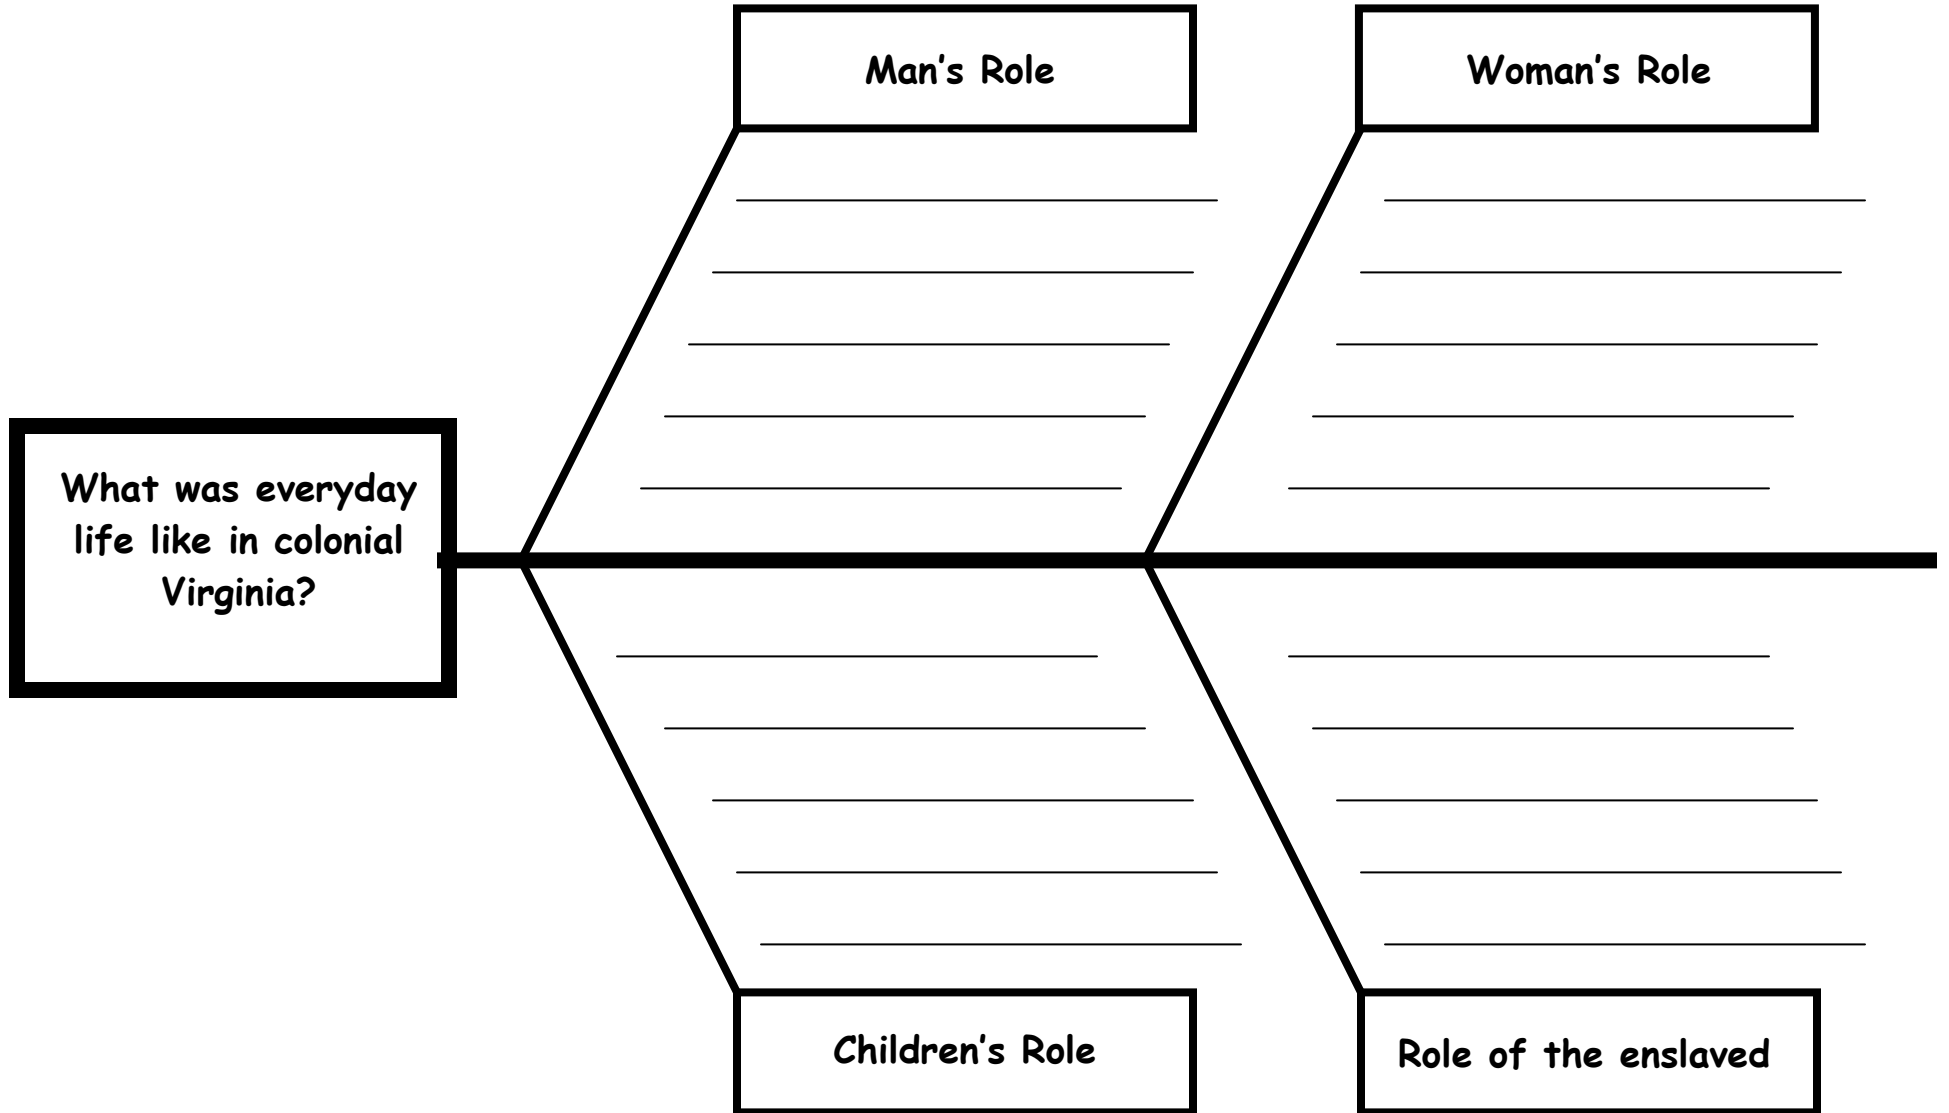 Man's Role
Woman's Role
What was everyday
life like in colonial
Virginia?
Children's Role
Role of the enslaved